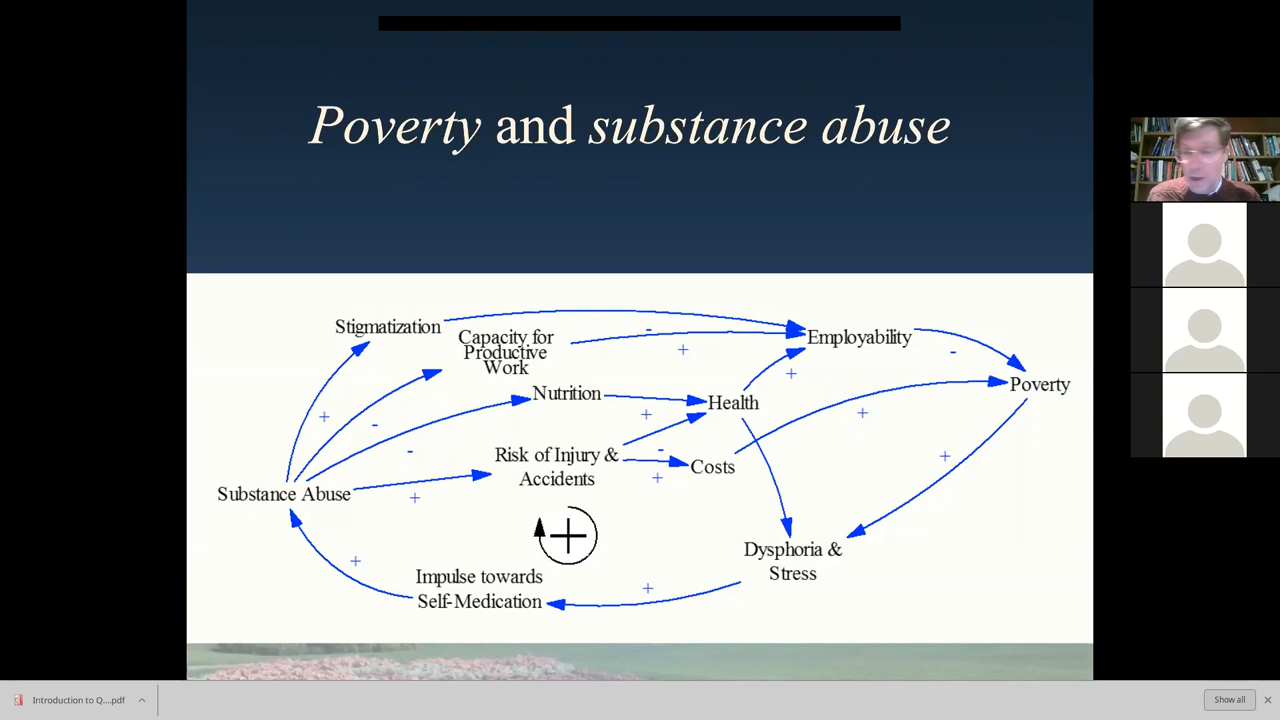 Poverty and substance abuse
Stigmatization
Capacity for
Productive
Work
Employability
-
+
-
Nutrition
Health
Poverty
+
+
-
-
+
+
Risk of Injury &
Accidents
-
+
Costs
+
Substance Abuse
+
+
Dysphoria &
Stress
+
Impulse towards
Self-Medication
+
Introduction to Q....pdf
Show all